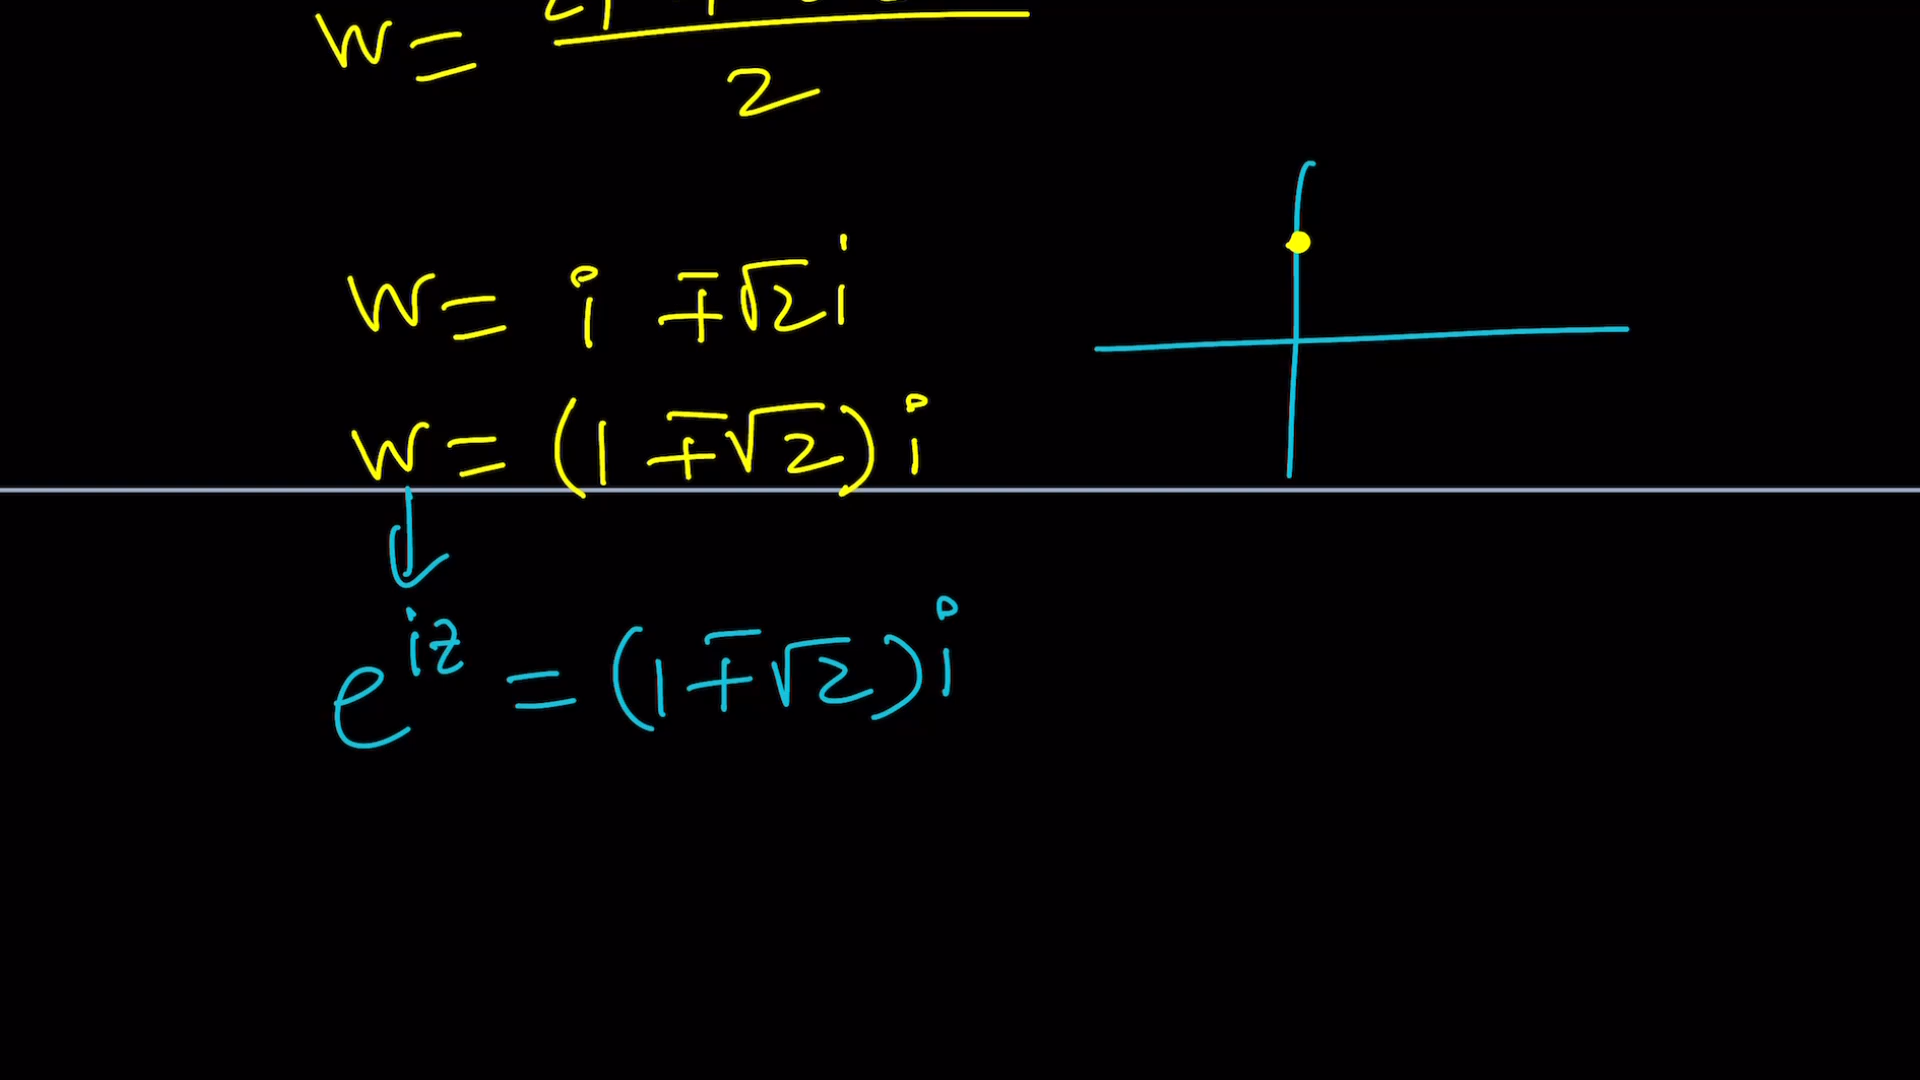 W = 2
W = i ∓ √2 i
W = (1 ∓ √2) i
e^{iz} = (1 ∓ √2) i